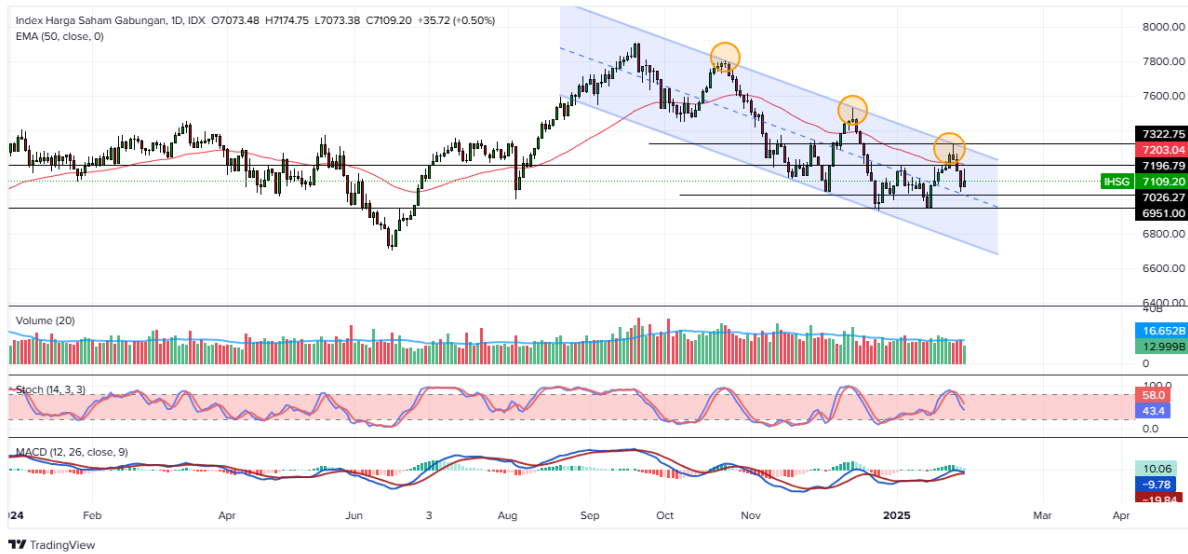 Index Harga Saham Gabungan, 1D, IDX O7073.48 H7174.75 L7073.38 C7109.20 +35.72 (+0.50%)
EMA (50, close, 0)
8000.00
7800.00
7600.00
7322.75
7203.04
7196.79
IHSG 7109.20
7026.27
6951.00
6800.00
6600.00
6400.00
Volume (20)
40B
16.652B
12.999B
0
Stoch (14, 3, 3)
100.0
58.0
43.4
0.0
MACD (12, 26, close, 9)
10.06
−9.78
−19.84
24 Feb Apr Jun 3 Aug Sep Oct Nov 2025 Mar Apr
TradingView